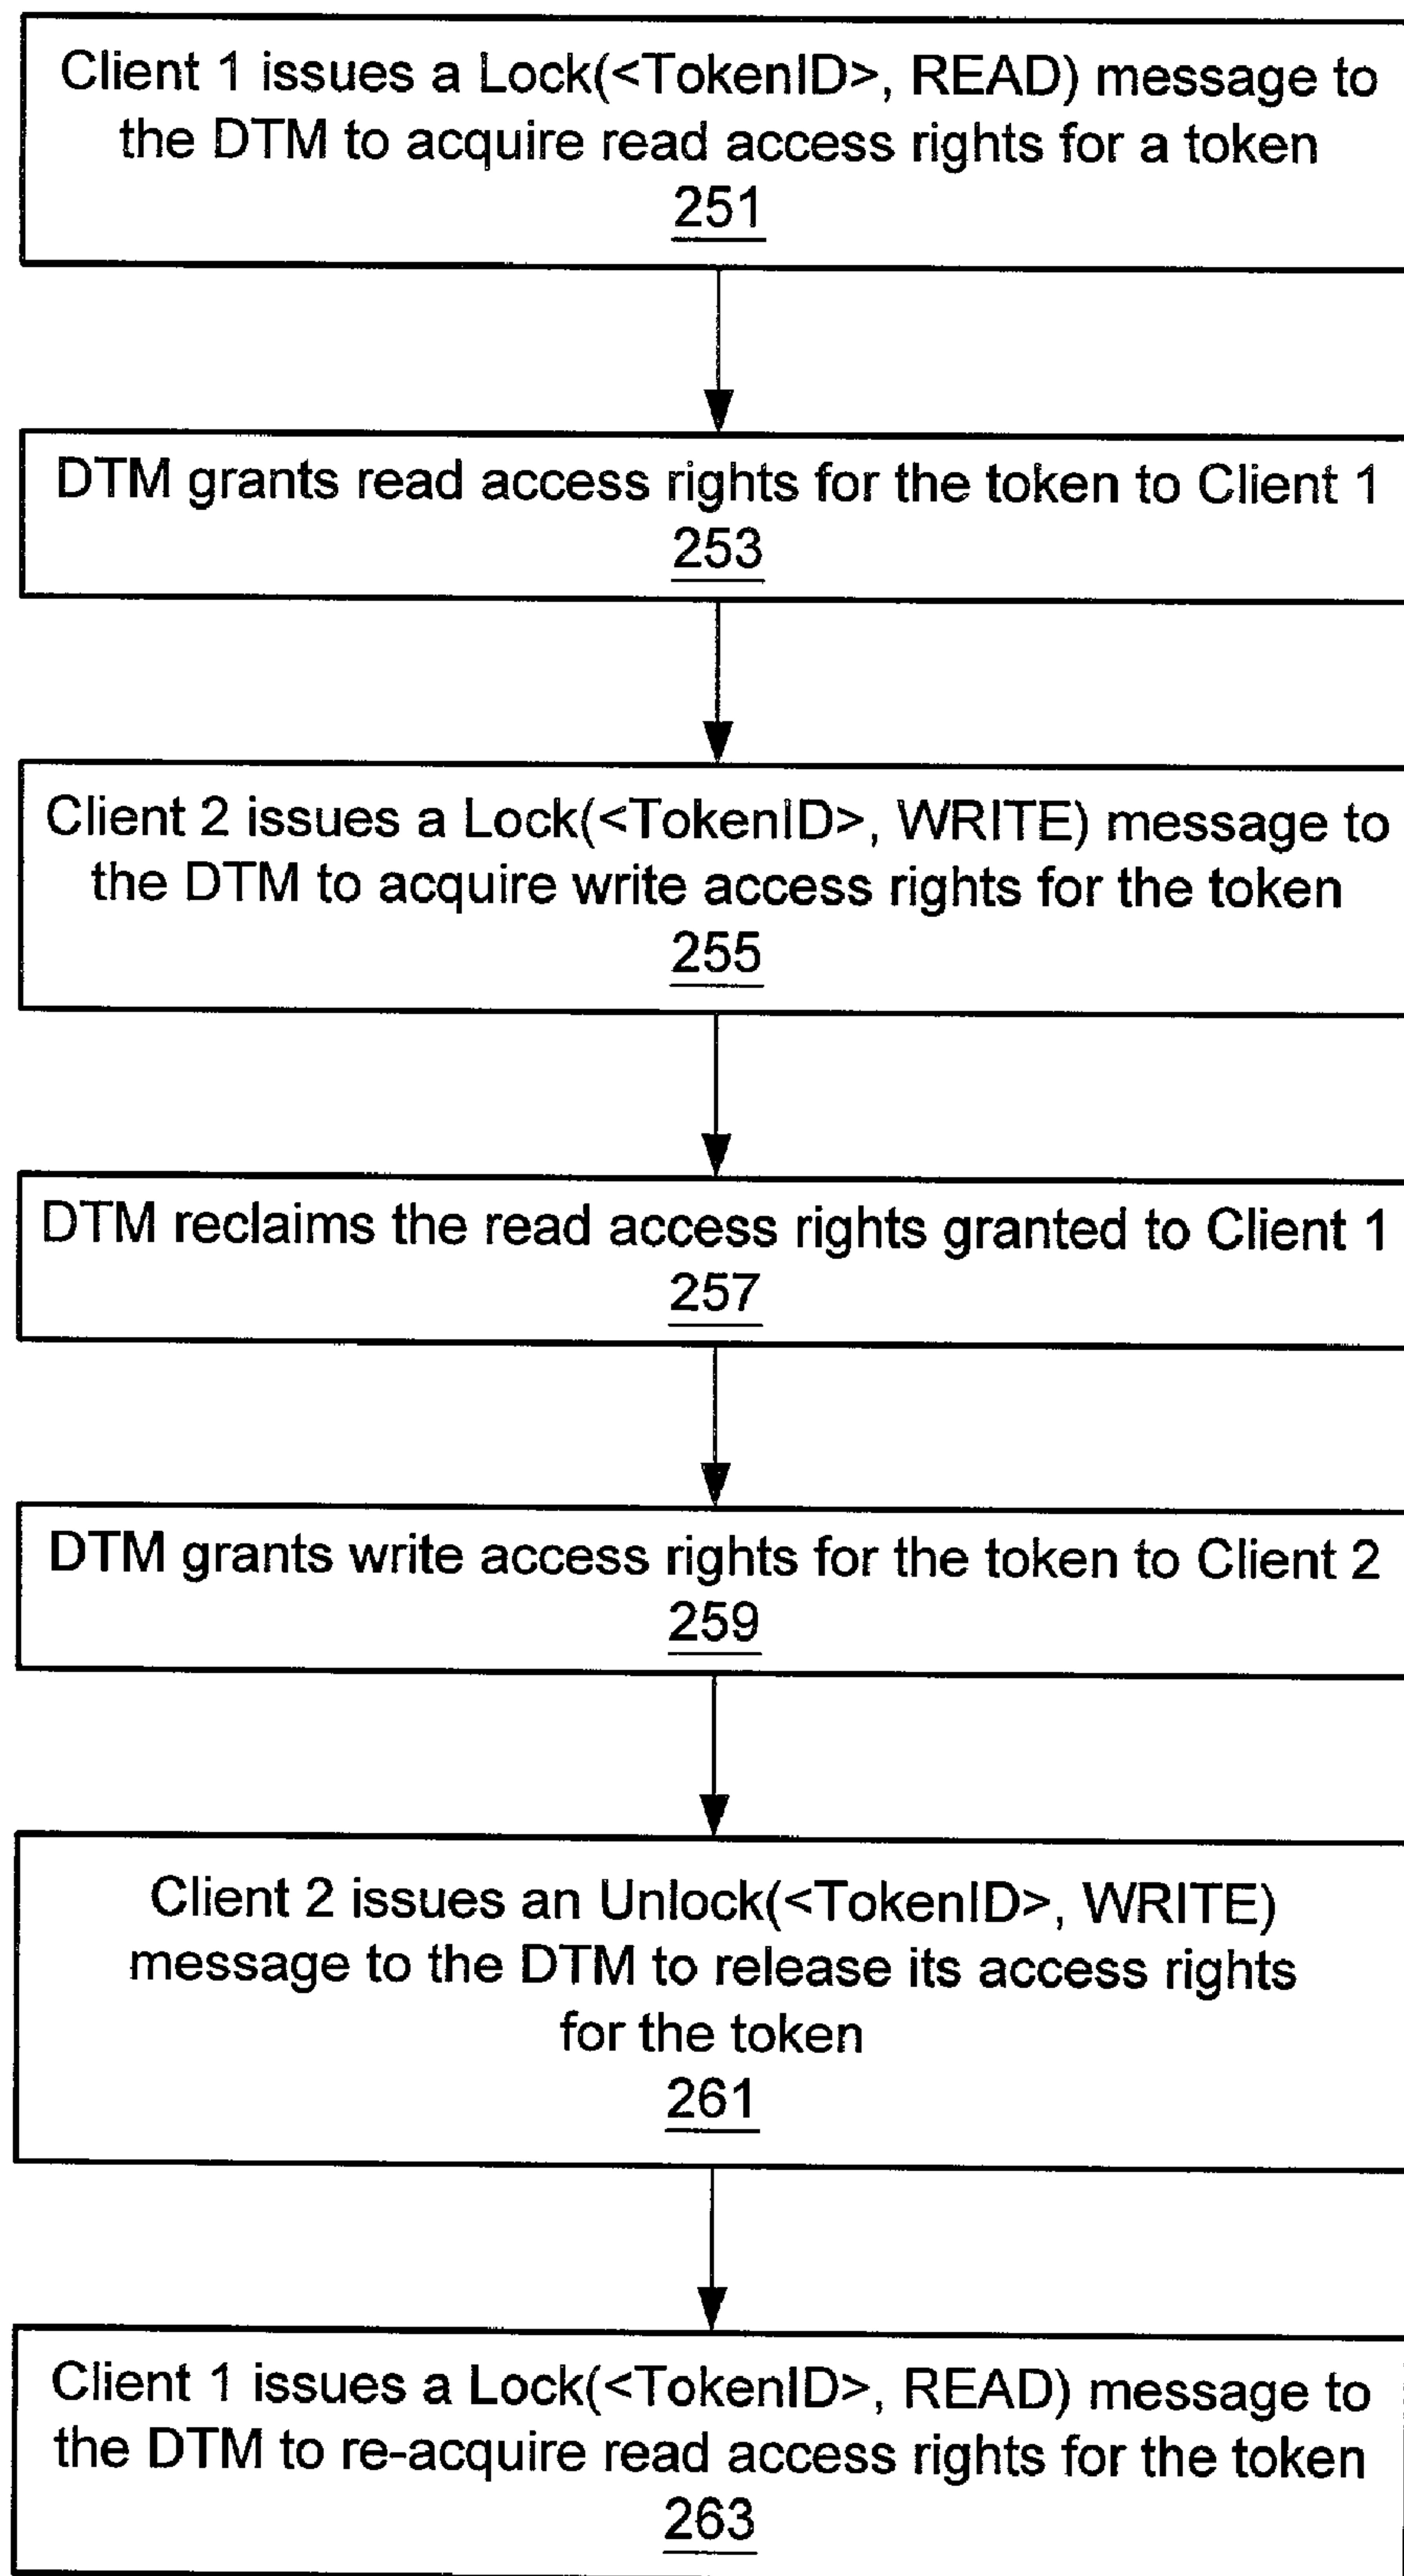 Client 1 issues a Lock(<TokenID>, READ) message to
the DTM to acquire read access rights for a token
251
DTM grants read access rights for the token to Client 1
253
Client 2 issues a Lock(<TokenID>, WRITE) message to
the DTM to acquire write access rights for the token
255
DTM reclaims the read access rights granted to Client 1
257
DTM grants write access rights for the token to Client 2
259
Client 2 issues an Unlock(<TokenID>, WRITE)
message to the DTM to release its access rights
for the token
261
Client 1 issues a Lock(<TokenID>, READ) message to
the DTM to re-acquire read access rights for the token
263